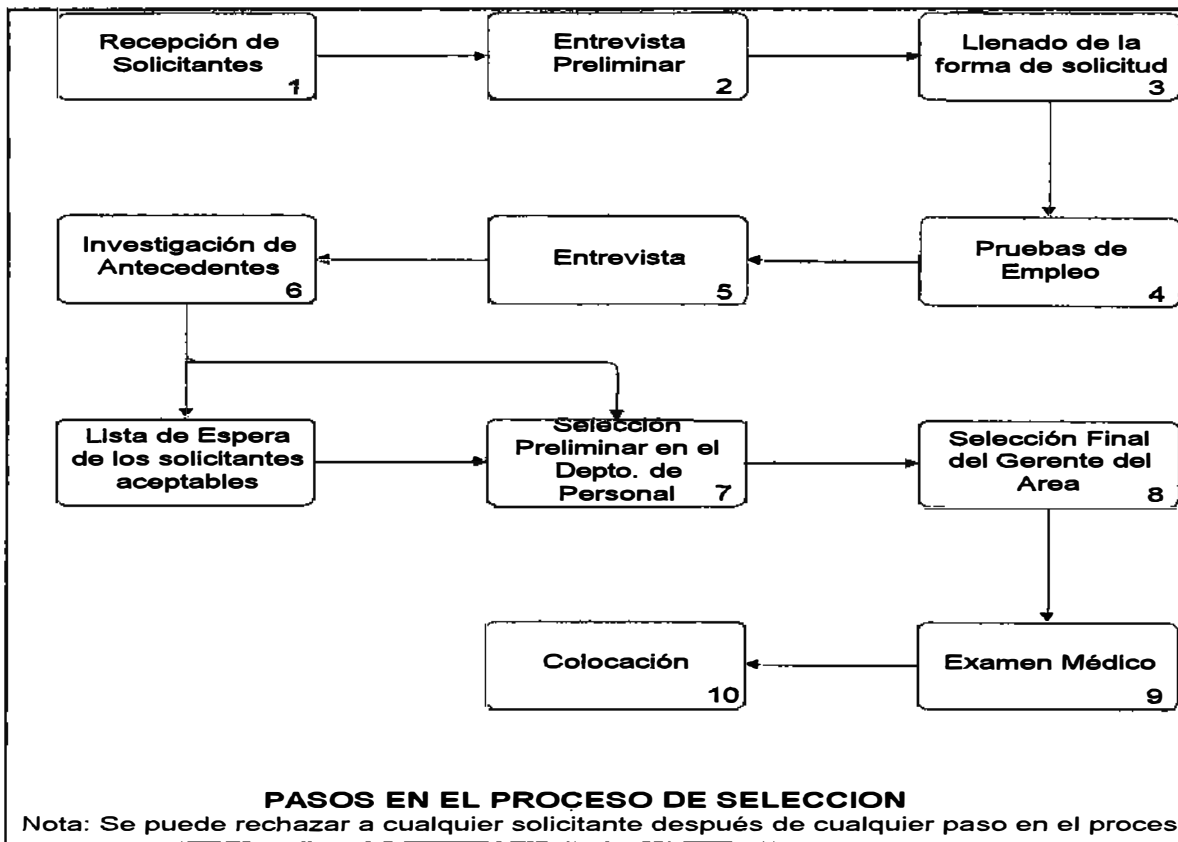 Recepción de
Solicitantes
1
Entrevista
Preliminar
2
Llenado de la
forma de solicitud
3
Pruebas de
Empleo
4
Entrevista
5
Investigación de
Antecedentes
6
Lista de Espera
de los solicitantes
aceptables
Selección
Preliminar en el
Depto. de
Personal
7
Selección Final
del Gerente del
Area
8
Examen Médico
9
Colocación
10
PASOS EN EL PROCESO DE SELECCION
Nota: Se puede rechazar a cualquier solicitante después de cualquier paso en el proces